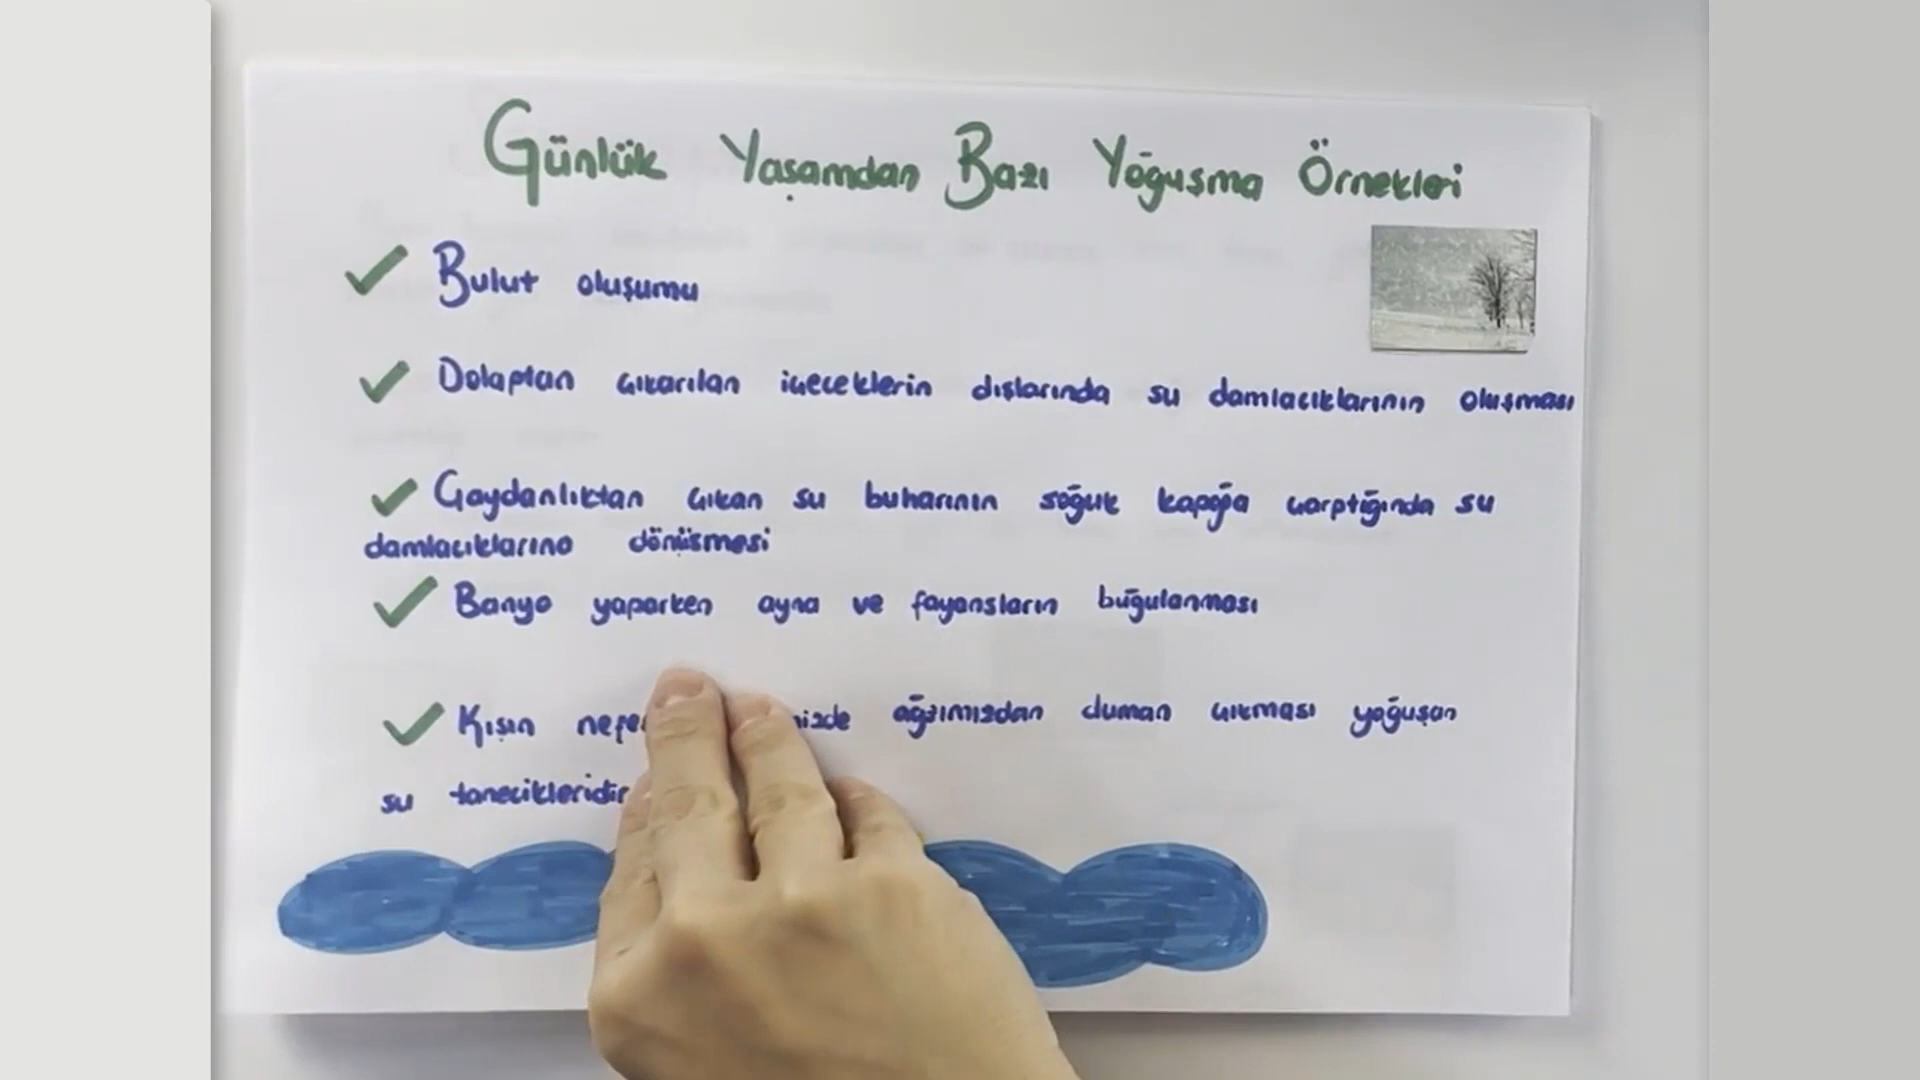 Günlük Yaşamdan Bazı Yoğuşma Örnekleri
Bulut oluşumu
Dolaptan çıkarılan içeceklerin dışlarında su damlacıklarının oluşması
Çaydanlıktan çıkan su buharının soğuk kapağa çarptığında su
damlacıklarına dönüşmesi
Banyo yaparken ayna ve fayansların buğulanması
Kışın ağzımızdan duman çıkması yoğuşan
su tanecikleridir